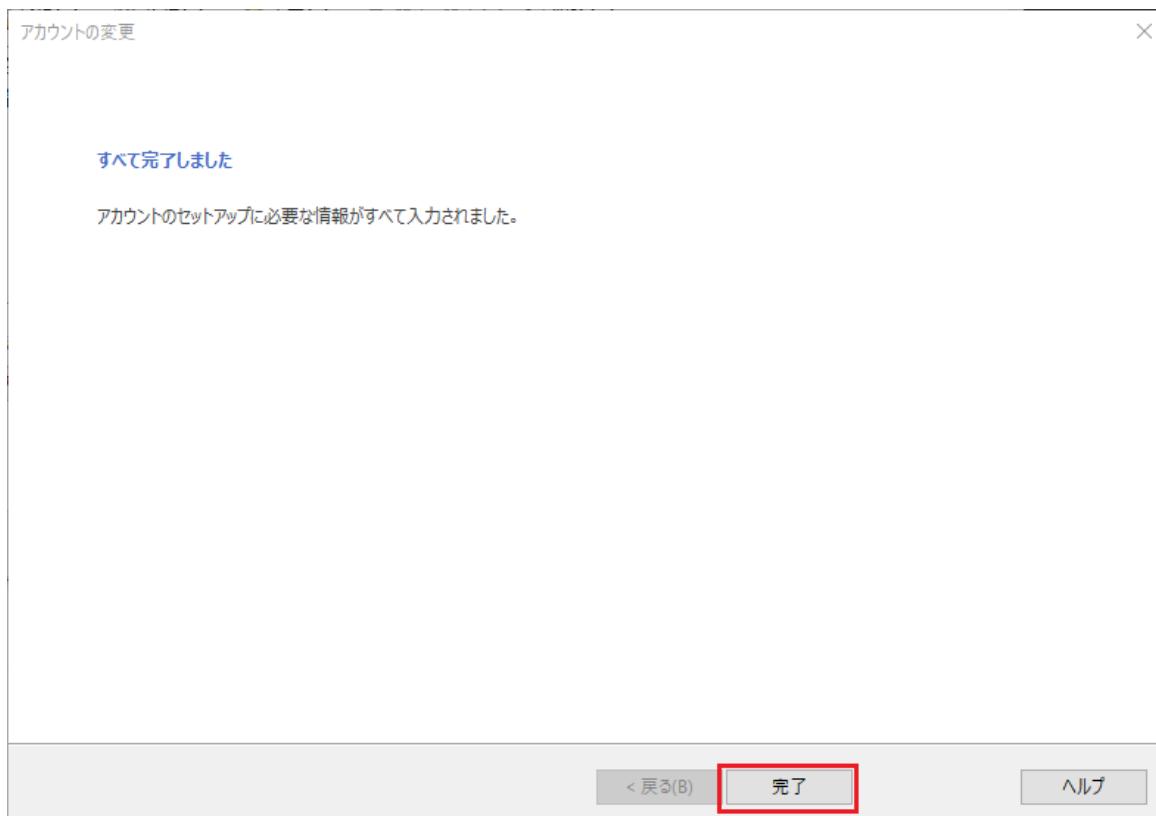 アカウントの変更
すべて完了しました
アカウントのセットアップに必要な情報がすべて入力されました。
< 戻る(B)
完了
ヘルプ